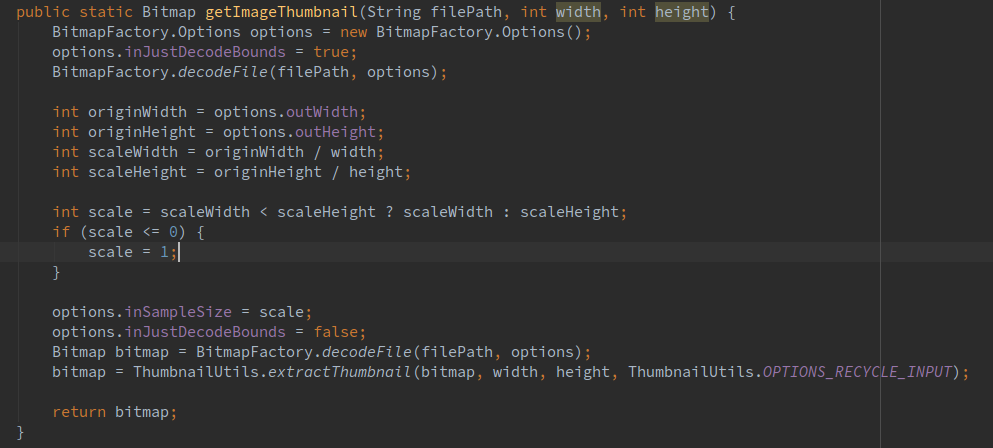 public static Bitmap getImageThumbnail(String filePath, int width, int height) {
    BitmapFactory.Options options = new BitmapFactory.Options();
    options.inJustDecodeBounds = true;
    BitmapFactory.decodeFile(filePath, options);

    int originWidth = options.outWidth;
    int originHeight = options.outHeight;
    int scaleWidth = originWidth / width;
    int scaleHeight = originHeight / height;

    int scale = scaleWidth < scaleHeight ? scaleWidth : scaleHeight;
    if (scale <= 0) {
        scale = 1;
    }

    options.inSampleSize = scale;
    options.inJustDecodeBounds = false;
    Bitmap bitmap = BitmapFactory.decodeFile(filePath, options);
    bitmap = ThumbnailUtils.extractThumbnail(bitmap, width, height, ThumbnailUtils.OPTIONS_RECYCLE_INPUT);

    return bitmap;
}